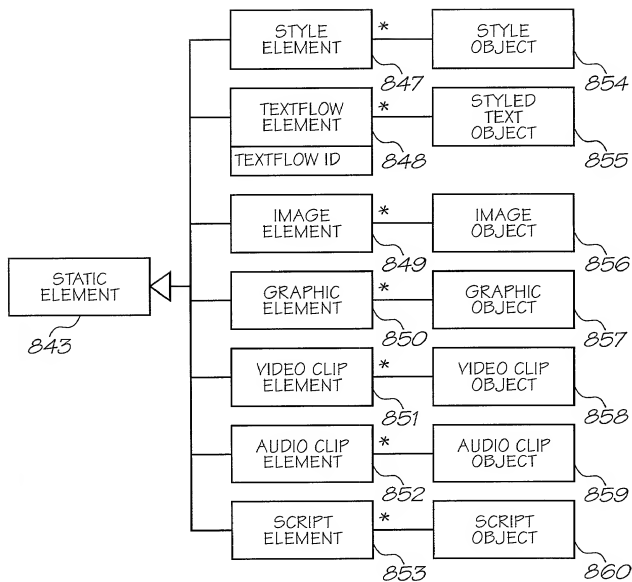 STYLE
ELEMENT
*
STYLE
OBJECT
847
854
TEXTFLOW
ELEMENT
*
STYLED
TEXT
OBJECT
TEXTFLOW ID
848
855
IMAGE
ELEMENT
*
IMAGE
OBJECT
849
856
STATIC
ELEMENT
843
GRAPHIC
ELEMENT
*
GRAPHIC
OBJECT
850
857
VIDEO CLIP
ELEMENT
*
VIDEO CLIP
OBJECT
851
858
AUDIO CLIP
ELEMENT
*
AUDIO CLIP
OBJECT
852
859
SCRIPT
ELEMENT
*
SCRIPT
OBJECT
853
860